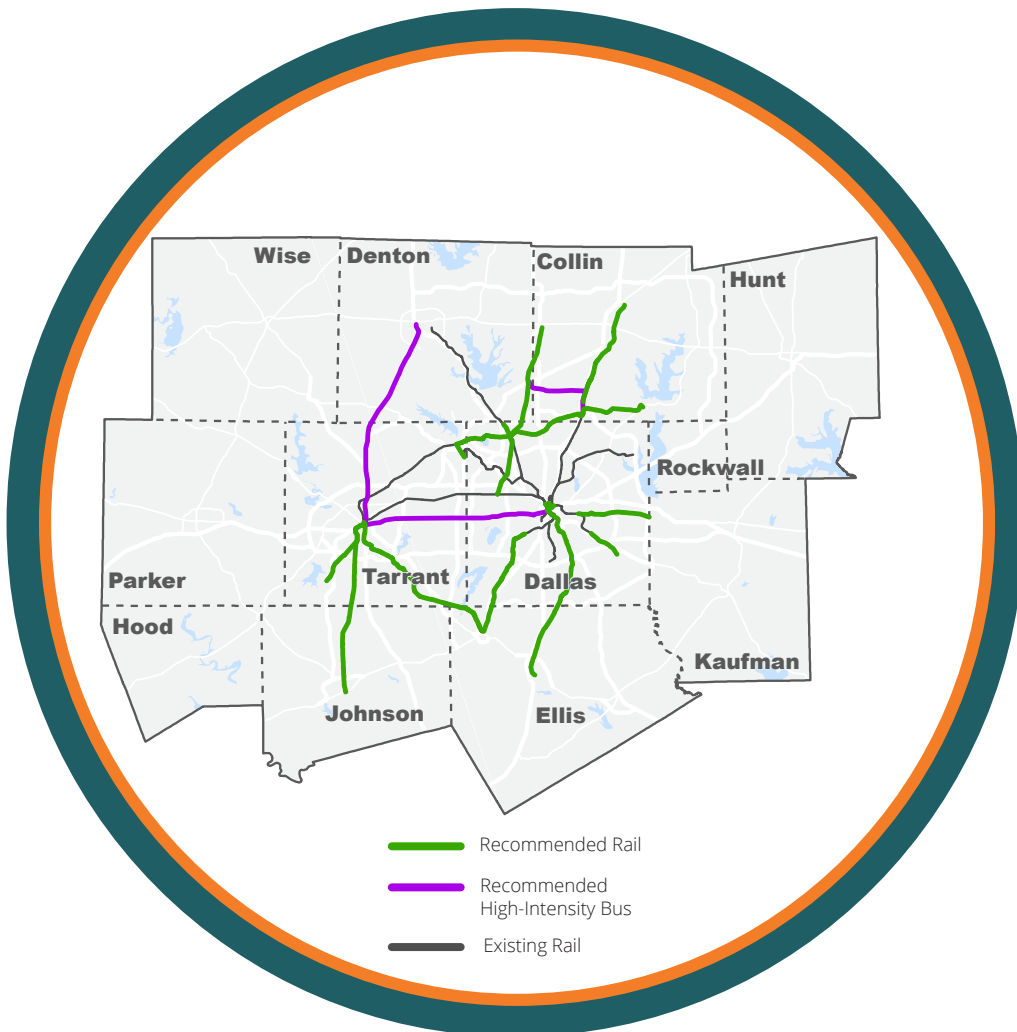 Wise
Denton
Collin
Hunt
Rockwall
Parker
Tarrant
Dallas
Hood
Kaufman
Johnson
Ellis
Recommended Rail
Recommended
High-Intensity Bus
Existing Rail